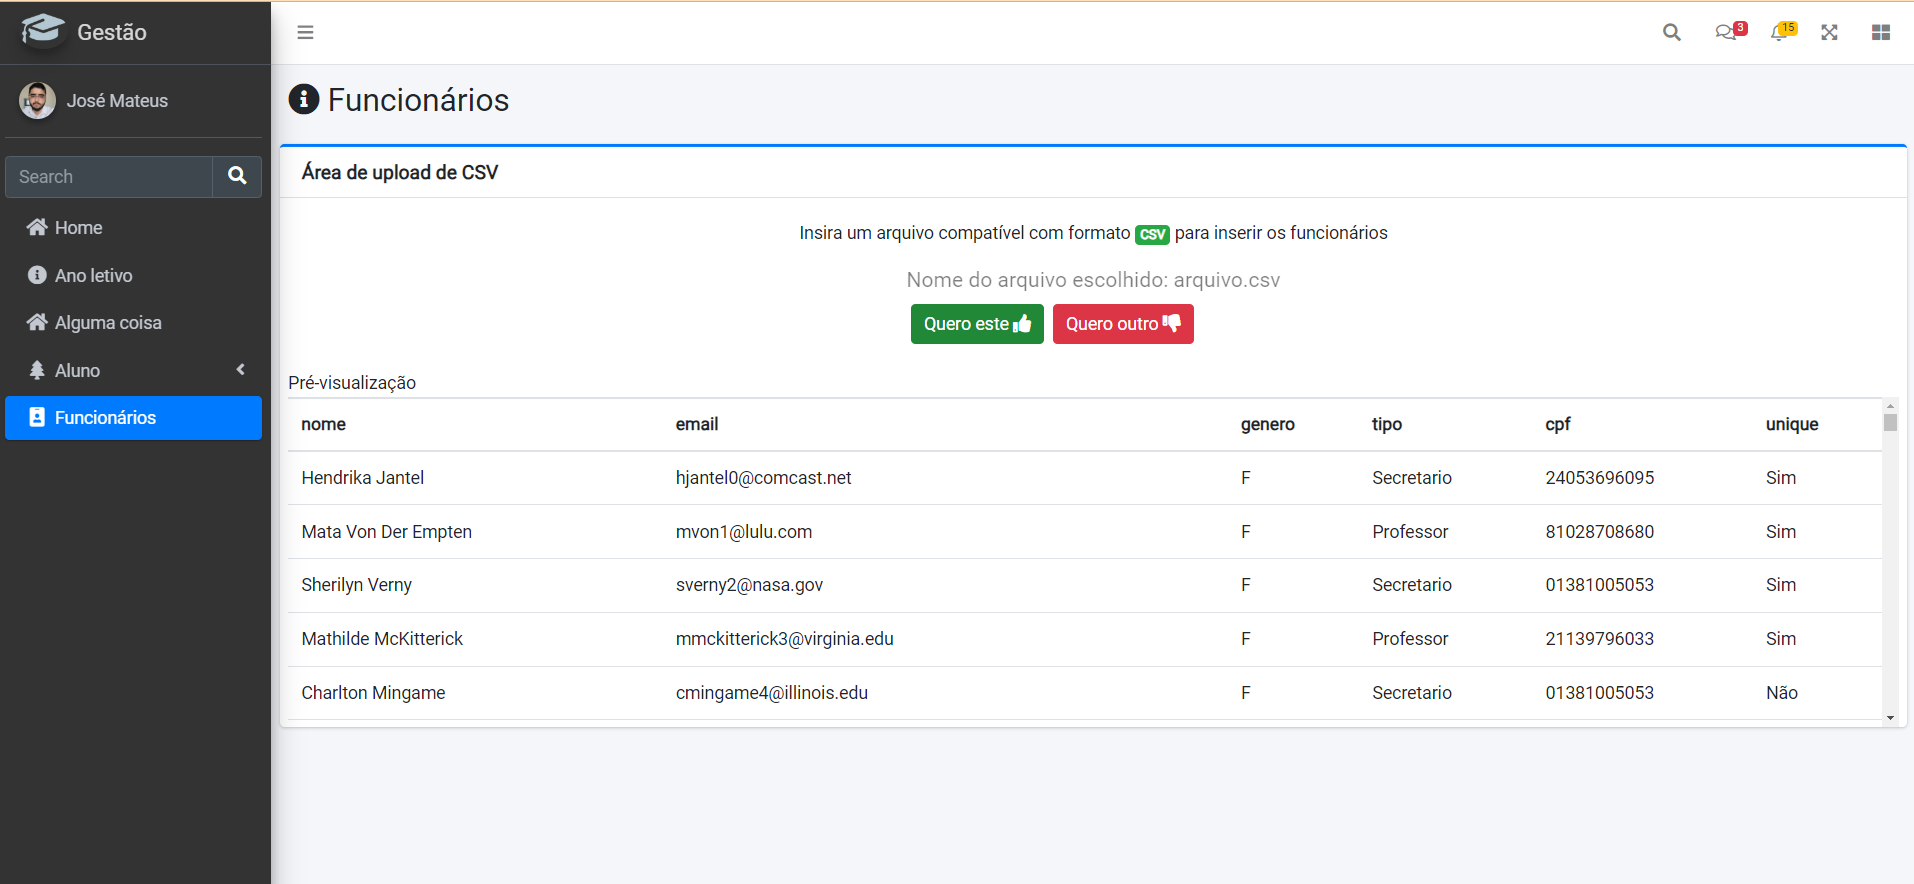 Gestão
José Mateus
Search
Home
Ano letivo
Alguma coisa
Aluno
Funcionários
3
15
Funcionários
Área de upload de CSV
Insira um arquivo compatível com formato CSV para inserir os funcionários
Nome do arquivo escolhido: arquivo.csv
Quero este Quero outro
Pré-visualização
nome email genero tipo cpf unique
Hendrika Jantel hjantel0@comcast.net F Secretario 24053696095 Sim
Mata Von Der Empten mvon1@lulu.com F Professor 81028708680 Sim
Sherilyn Verny sverny2@nasa.gov F Secretario 01381005053 Sim
Mathilde McKitterick mmckitterick3@virginia.edu F Professor 21139796033 Sim
Charlton Mingame cmingame4@illinois.edu F Secretario 01381005053 Não